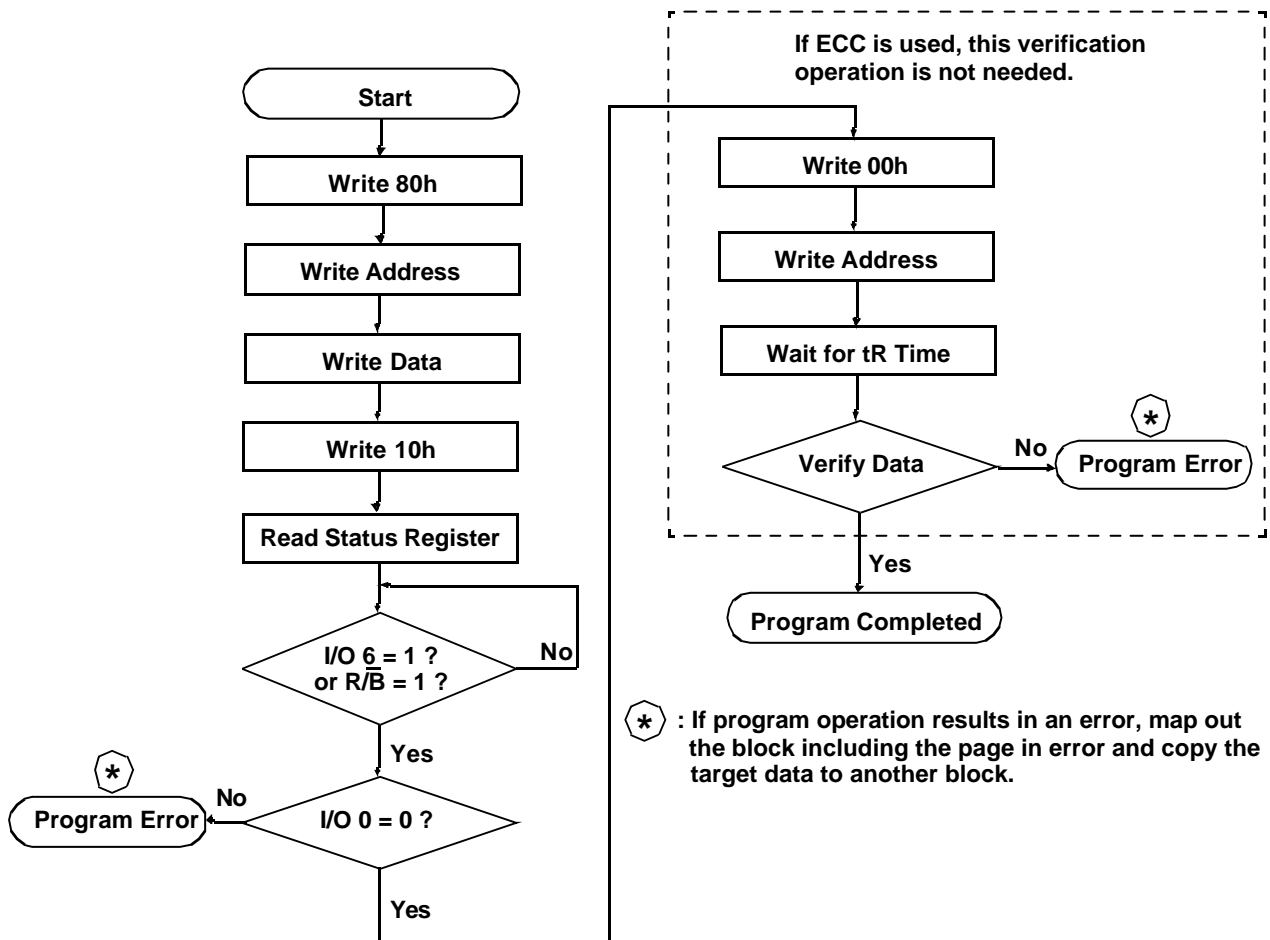 Start
Write 80h
Write Address
Write Data
Write 10h
Read Status Register
I/O 6 = 1 ?
or R/B̅ = 1 ?
No
Yes
*
No
Program Error
I/O 0 = 0 ?
Yes
If ECC is used, this verification
operation is not needed.
Write 00h
Write Address
Wait for tR Time
*
Verify Data
No
Program Error
Yes
Program Completed
* : If program operation results in an error, map out
the block including the page in error and copy the
target data to another block.